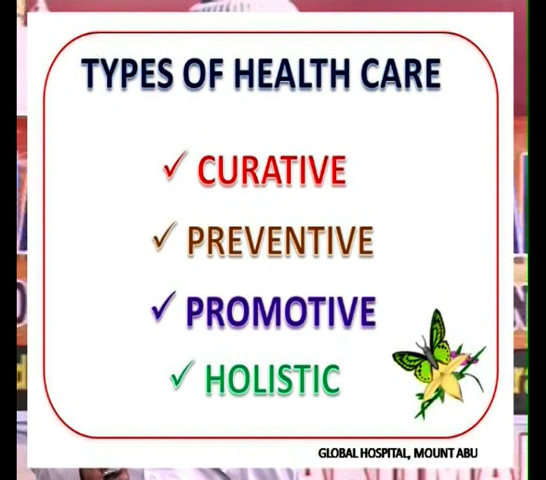 TYPES OF HEALTH CARE
✓ CURATIVE
✓ PREVENTIVE
✓ PROMOTIVE
✓ HOLISTIC
GLOBAL HOSPITAL, MOUNT ABU